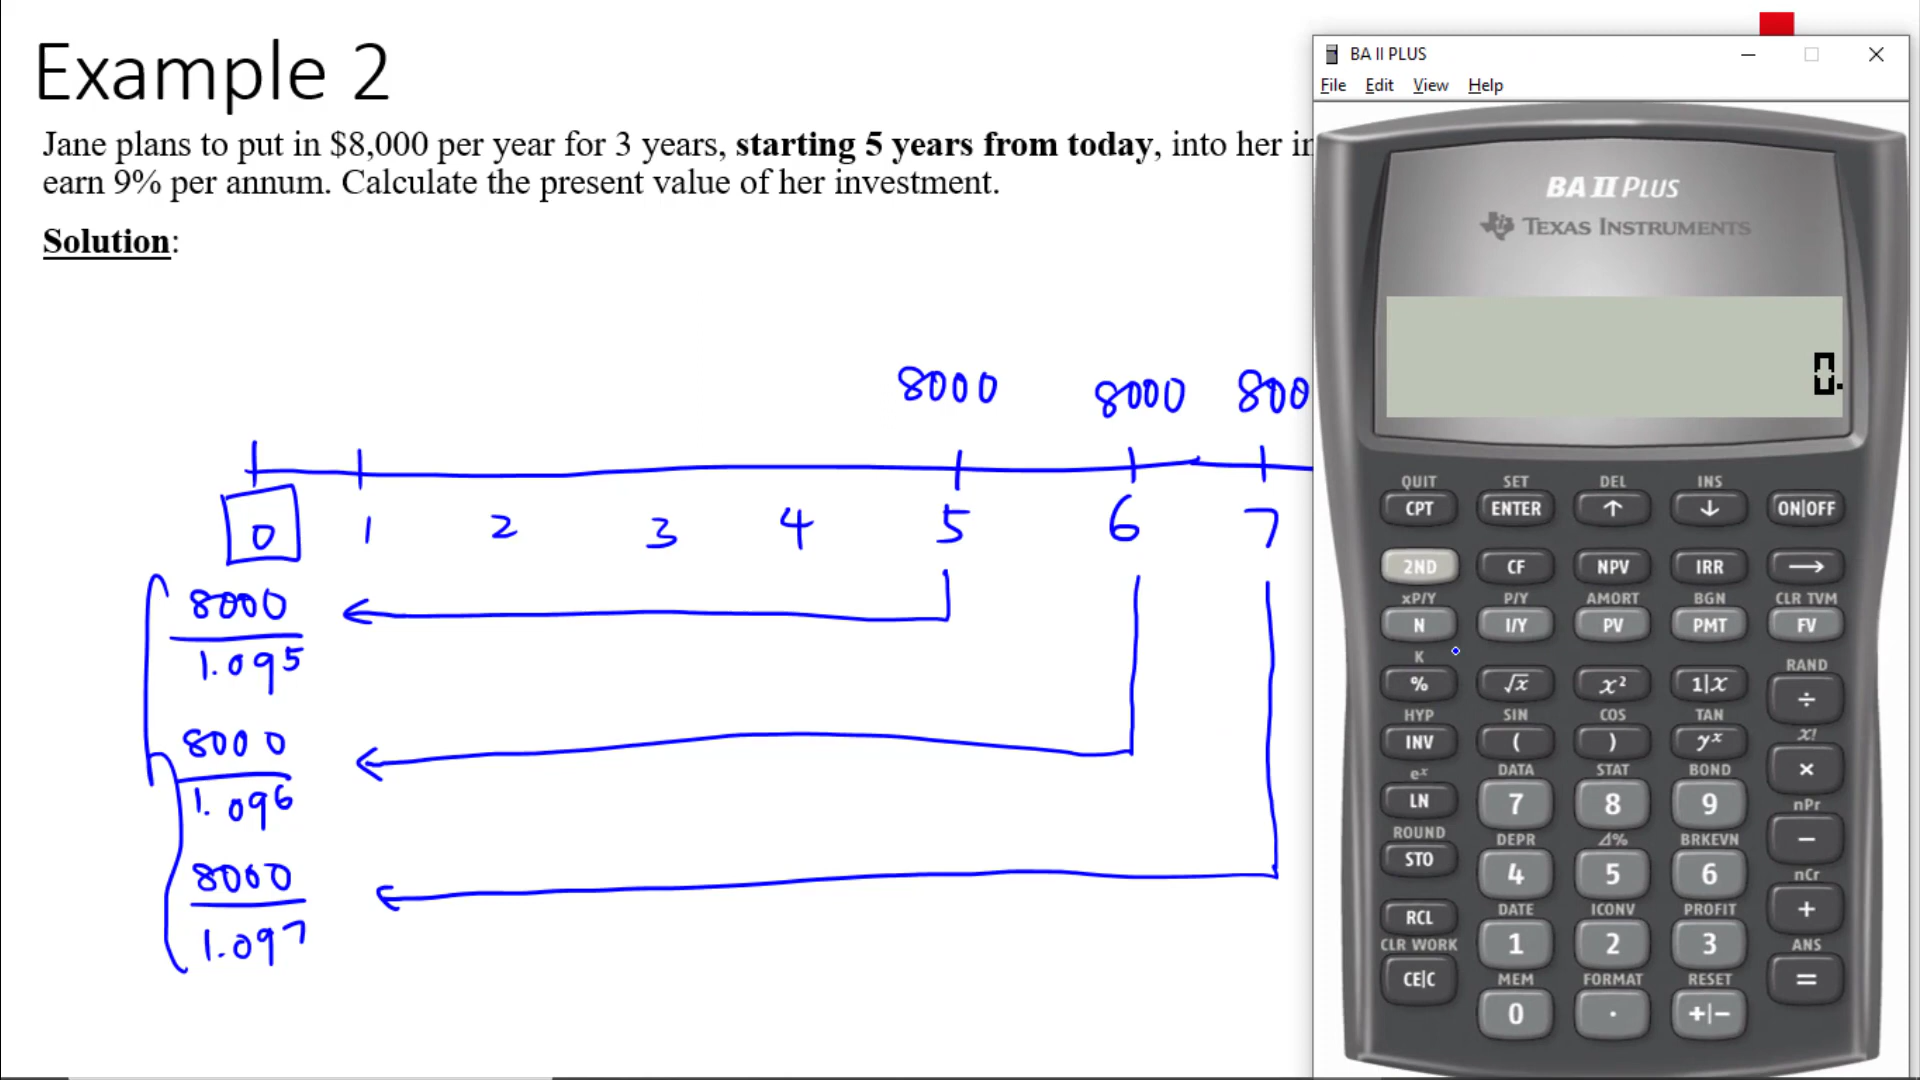 Example 2
Jane plans to put in $8,000 per year for 3 years, starting 5 years from today, into her in
earn 9% per annum. Calculate the present value of her investment.
Solution:
8000 8000 800
0 1 2 3 4 5 6 7
8000
1.09 5
8000
1.09 6
8000
1.09 7
BA II PLUS
File Edit View Help
BA II PLUS
TEXAS INSTRUMENTS
0.
QUIT SET DEL INS
CPT ENTER ↑ ↓ ON|OFF
2ND CF NPV IRR →
xP/Y P/Y AMORT BGN CLR TVM
N I/Y PV PMT FV
K RAND
% √x x² 1|x ÷
HYP SIN COS TAN x!
INV ( ) yˣ ×
eˣ DATA STAT BOND
LN 7 8 9
nPr
ROUND DEPR Δ% BRKEVN
STO 4 5 6 −
nCr
DATE ICONV PROFIT
RCL 1 2 3 +
CLR WORK ANS
MEM FORMAT RESET
CE|C 0 . +|− =